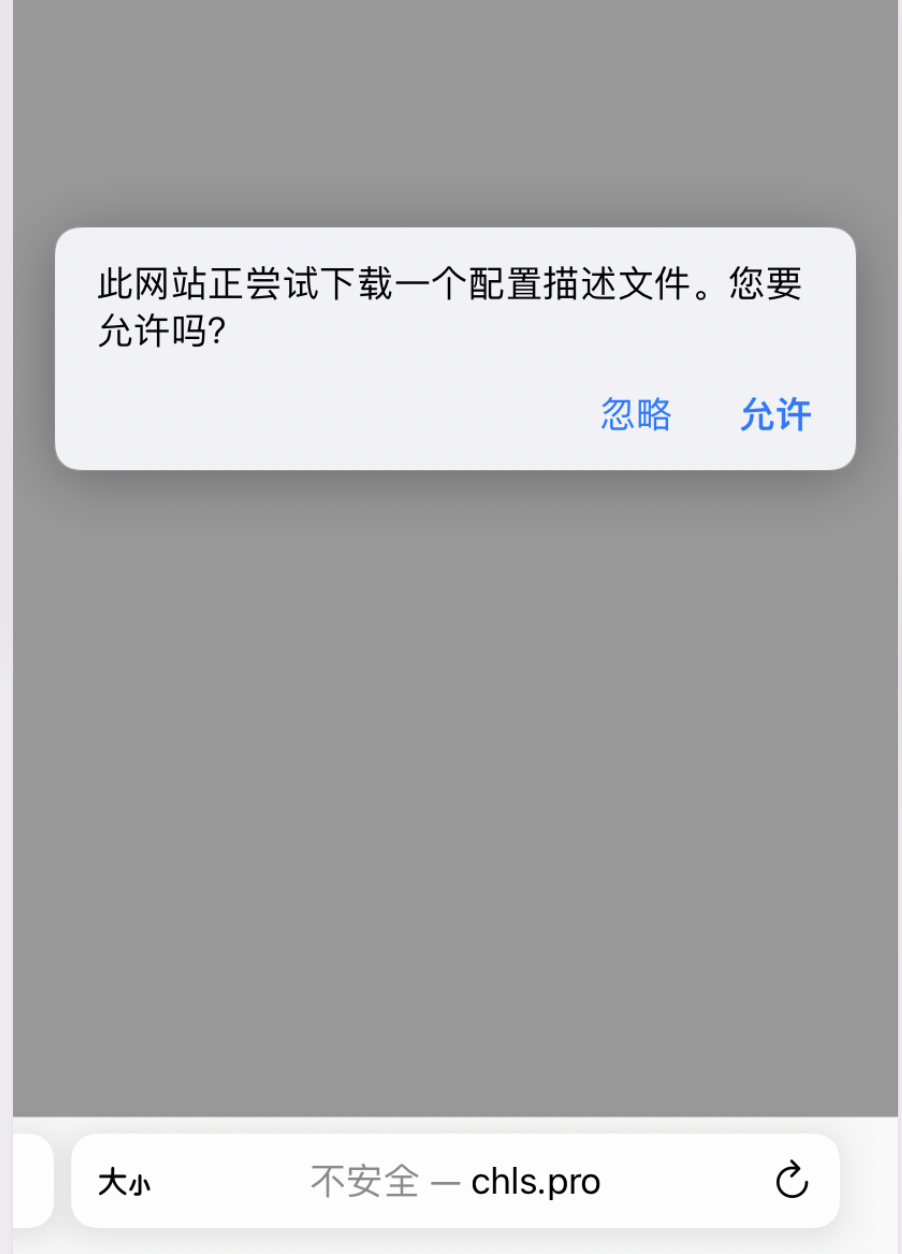 此网站正尝试下载一个配置描述文件。您要
允许吗?
忽略 允许
大小 不安全 — chls.pro